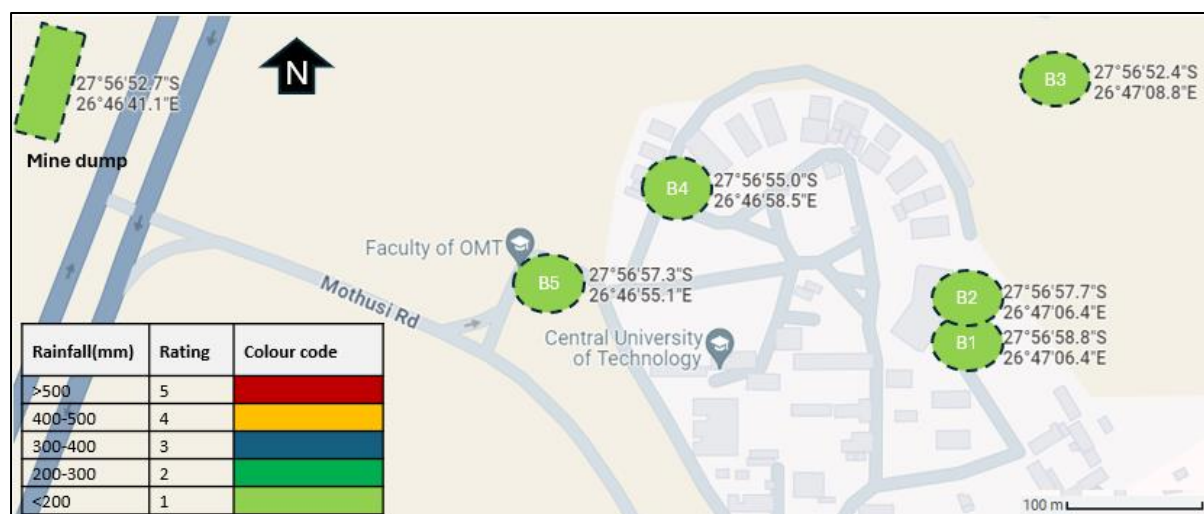 N
27°56'52.7"S
26°46'41.1"E
Mine dump
B3
27°56'52.4"S
26°47'08.8"E
B4
27°56'55.0"S
26°46'58.5"E
Faculty of OMT
B5
27°56'57.3"S
26°46'55.1"E
Mothusi Rd
B2
27°56'57.7"S
26°47'06.4"E
B1
27°56'58.8"S
26°47'06.4"E
Central University
of Technology
Rainfall(mm) Rating Colour code
>500 5
400-500 4
300-400 3
200-300 2
<200 1
100 m